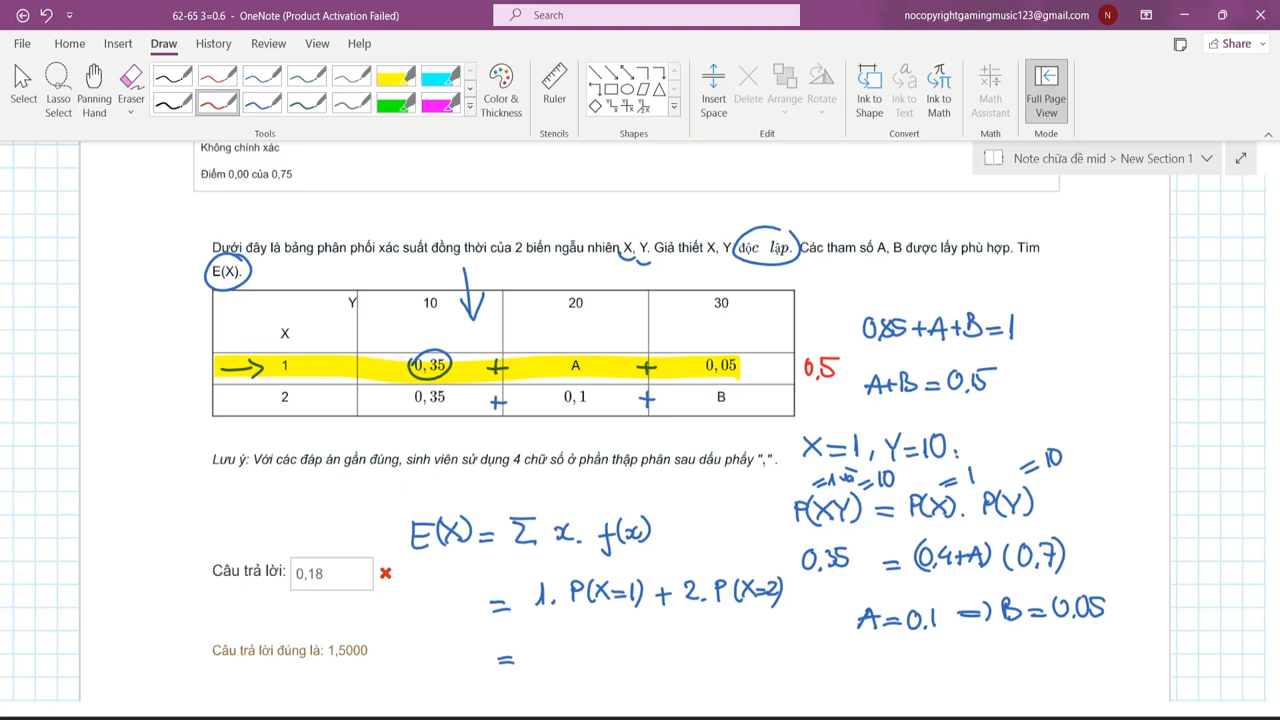 62-65 3=0.6 - OneNote (Product Activation Failed)
Search
nocopyrightgamingmusic123@gmail.com
N
File Home Insert Draw History Review View Help
Share
Select
Lasso Select
Panning Hand
Eraser
Color & Thickness
Ruler
Insert Space
Delete
Arrange
Rotate
Ink to Shape
Ink to Text
Ink to Math
Math Assistant
Full Page View
Tools
Stencils
Shapes
Edit
Convert
Math
Mode
Note chữa đề mid > New Section 1
Không chính xác
Điểm 0,00 của 0,75
Dưới đây là bảng phân phối xác suất đồng thời của 2 biến ngẫu nhiên X, Y. Giả thiết X, Y độc lập. Các tham số A, B được lấy phù hợp. Tìm
E(X).
Y 10 20 30
X
→ 1 0, 35 + A + 0, 05 0,5
2 0, 35 + 0, 1 + B
0,85+A+B=1
A+B=0,15
Lưu ý: Với các đáp án gần đúng, sinh viên sử dụng 4 chữ số ở phần thập phân sau dấu phẩy ",".
X=1, Y=10:
=1 và =10 =1 =10
P(XY) = P(X). P(Y)
0,35 = (0,4+A) (0,7)
A=0.1 => B=0.05
E(X) = Σ x. f(x)
= 1. P(X=1) + 2. P(X=2)
=
Câu trả lời: 0,18
Câu trả lời đúng là: 1,5000